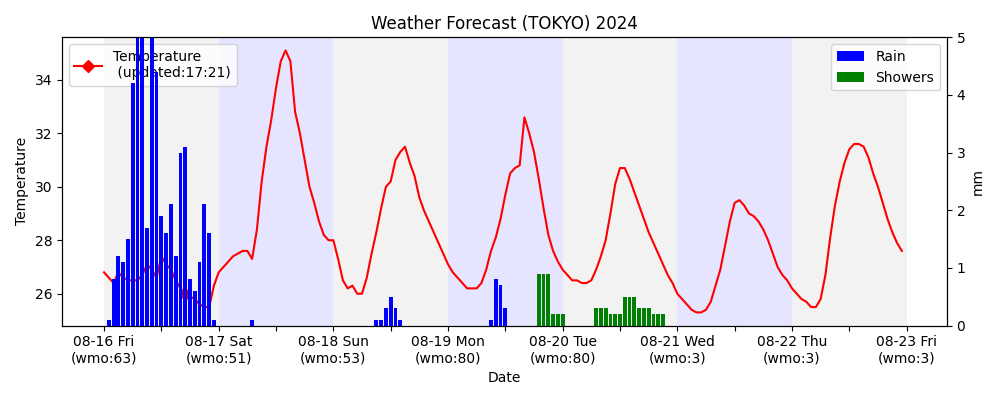 Weather Forecast (TOKYO) 2024
Temperature
(updated:17:21)
Rain
Showers
Temperature
34
32
30
28
26
5
4
3
2
1
0
mm
08-16 Fri
(wmo:63)
08-17 Sat
(wmo:51)
08-18 Sun
(wmo:53)
08-19 Mon
(wmo:80)
08-20 Tue
(wmo:80)
08-21 Wed
(wmo:3)
08-22 Thu
(wmo:3)
08-23 Fri
(wmo:3)
Date